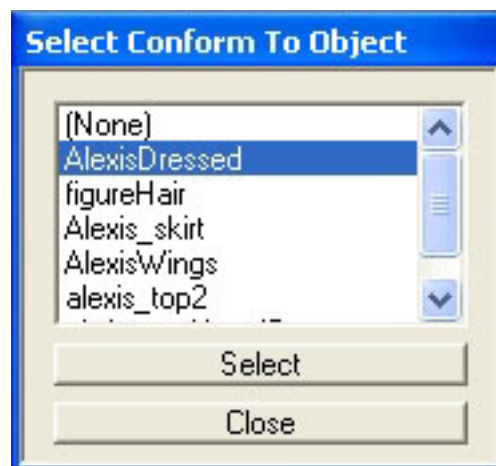 Select Conform To Object
(None)
AlexisDressed
figureHair
Alexis_skirt
AlexisWings
alexis_top2
Select
Close